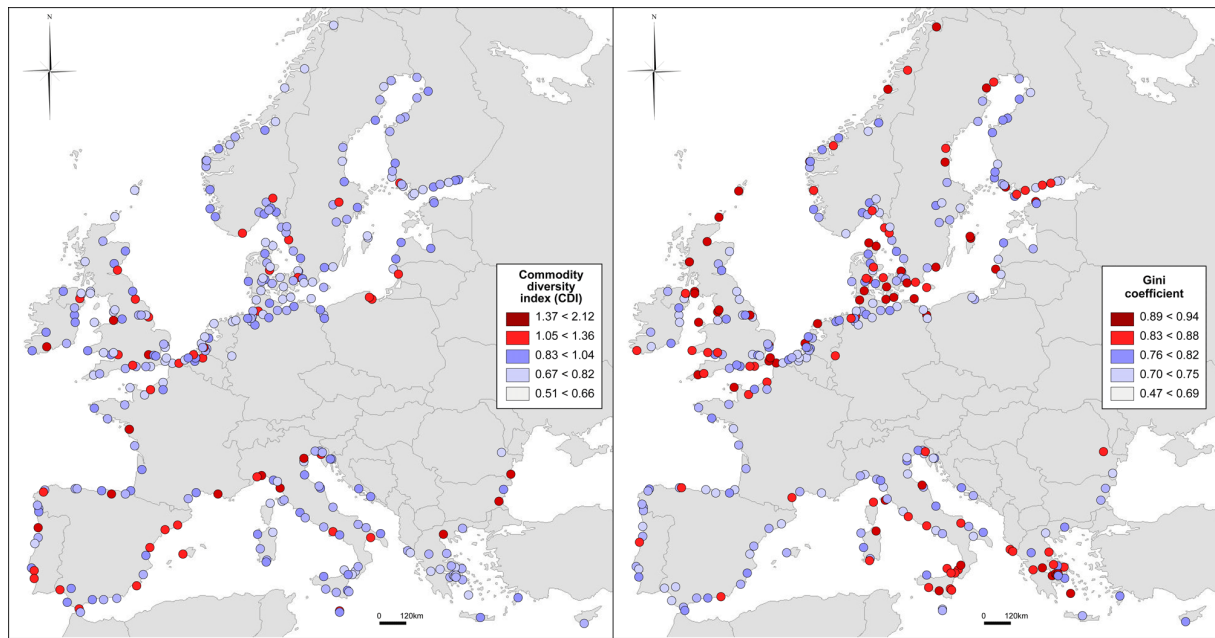 N
Commodity
diversity
index (CDI)
1.37 < 2.12
1.05 < 1.36
0.83 < 1.04
0.67 < 0.82
0.51 < 0.66
0 120km
N
Gini
coefficient
0.89 < 0.94
0.83 < 0.88
0.76 < 0.82
0.70 < 0.75
0.47 < 0.69
0 120km